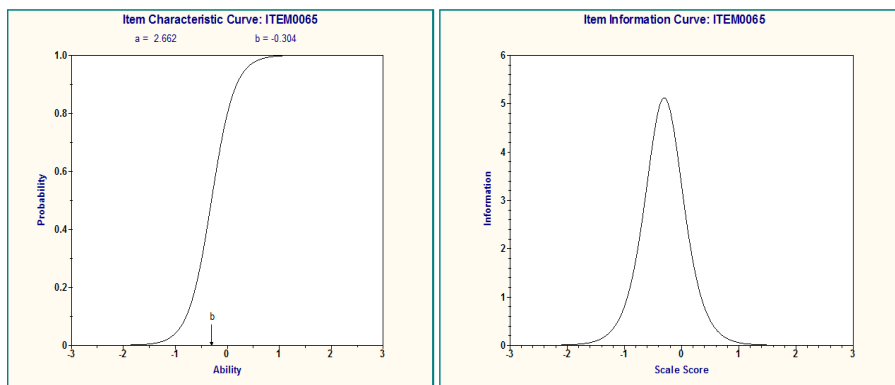 Item Characteristic Curve: ITEM0065
a = 2.662 b = -0.304
1.0
0.8
0.6
0.4
0.2
0
Probability
b
-3 -2 -1 0 1 2 3
Ability
Item Information Curve: ITEM0065
6
5
4
3
2
1
0
Information
-3 -2 -1 0 1 2 3
Scale Score